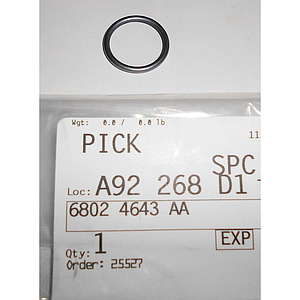 Wgt: 0.0 / 0.0 lb
PICK 11
SPC
Loc: A92 268 D1
6802 4643 AA
Qty: 1 EXP
Order: 25527